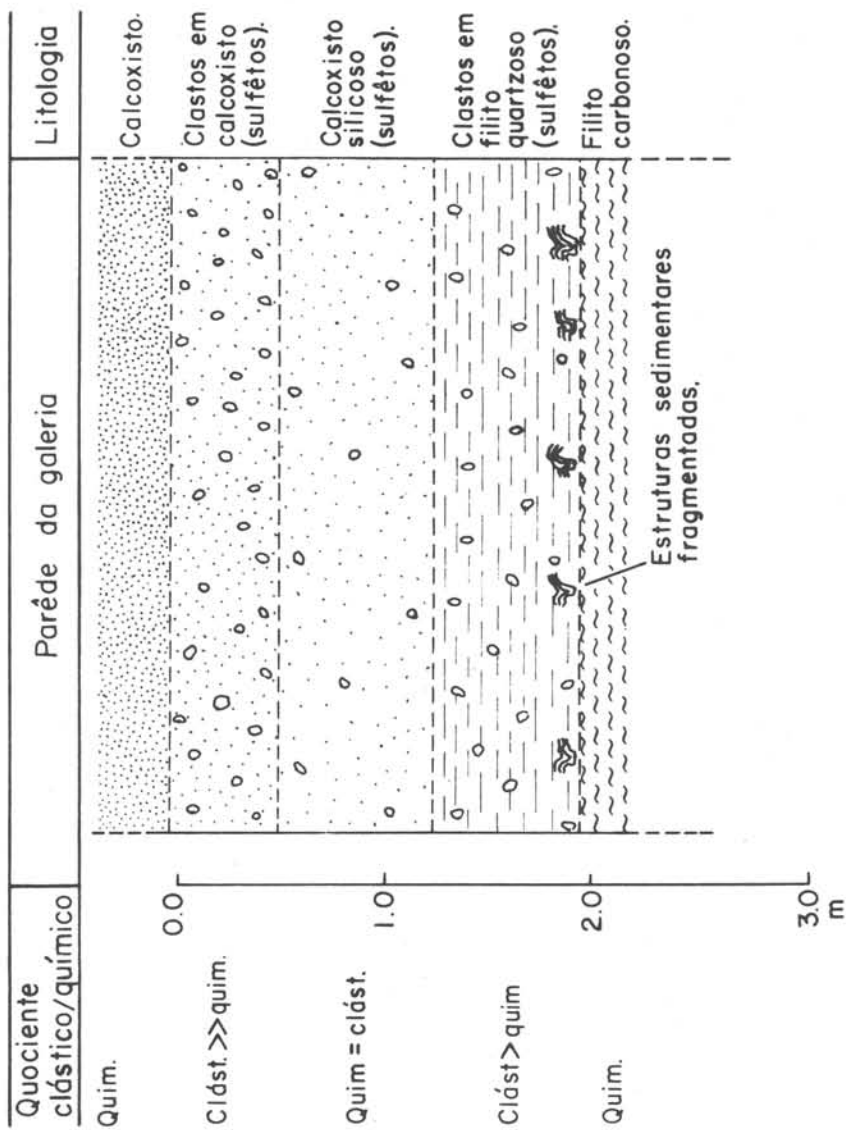 Quociente
clástico/químico
Parêde da galeria
Litologia
Quim.
Clást.>>quim.
Quim = clást.
Clást > quim
Quim.
0.0
1.0
2.0
3.0
m
Calcoxisto.
Clastos em
calcoxisto
(sulfêtos).
Calcoxisto
silicoso
(sulfêtos).
Clastos em
filito
quartzoso
(sulfêtos).
Filito
carbonoso.
Estruturas sedimentares
fragmentadas.